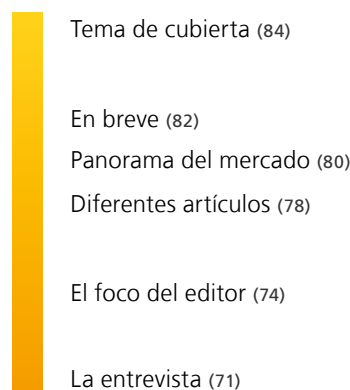 Tema de cubierta (84)
En breve (82)
Panorama del mercado (80)
Diferentes artículos (78)
El foco del editor (74)
La entrevista (71)